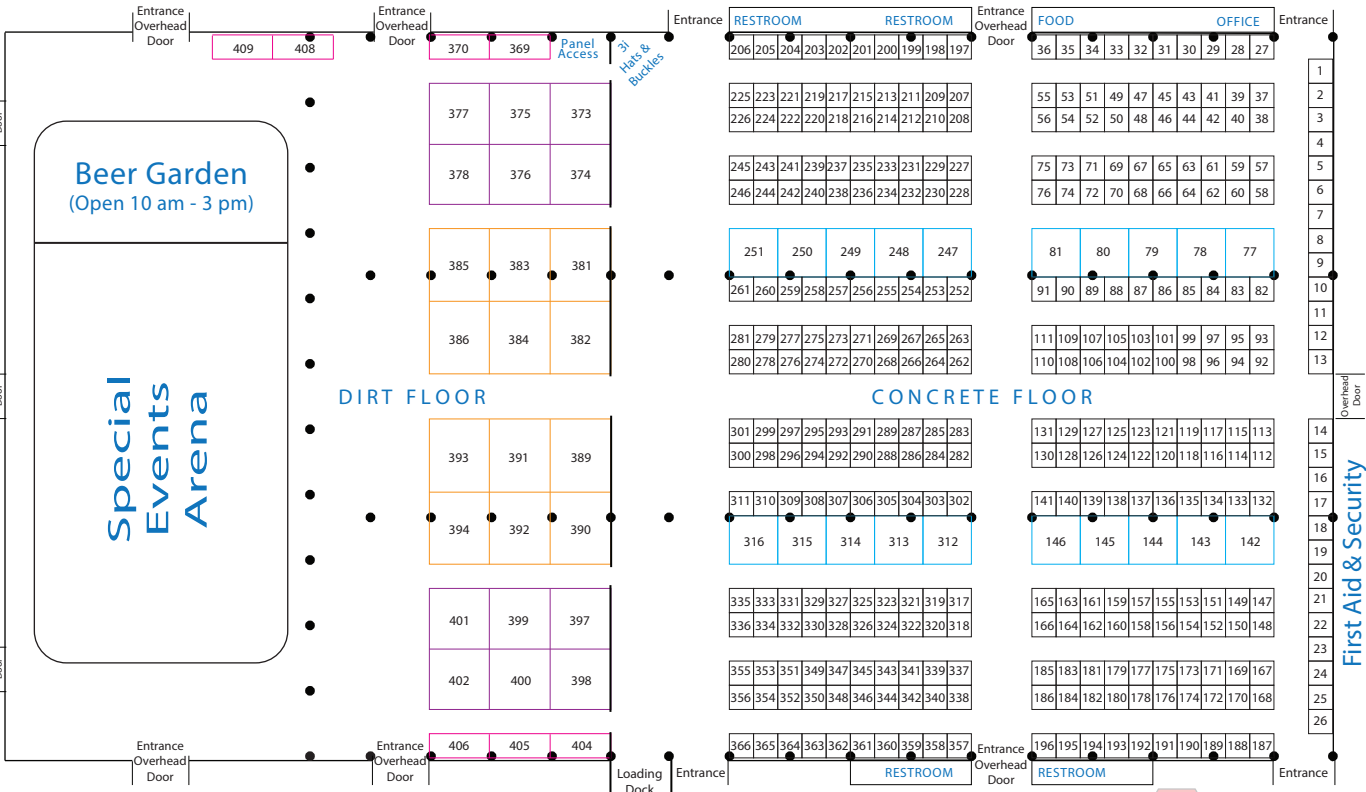 Entrance
Overhead
Door
Entrance
Overhead
Door
Entrance
RESTROOM RESTROOM
Entrance
Overhead
Door
FOOD OFFICE
Entrance
409 408
370 369
Panel
Access
3i
Hats &
Buckles
206 205 204 203 202 201 200 199 198 197
36 35 34 33 32 31 30 29 28 27
1
2
3
4
5
6
7
8
9
10
11
12
13
377 375 373
378 376 374
225 223 221 219 217 215 213 211 209 207
226 224 222 220 218 216 214 212 210 208
55 53 51 49 47 45 43 41 39 37
56 54 52 50 48 46 44 42 40 38
Beer Garden
(Open 10 am - 3 pm)
245 243 241 239 237 235 233 231 229 227
246 244 242 240 238 236 234 232 230 228
75 73 71 69 67 65 63 61 59 57
76 74 72 70 68 66 64 62 60 58
385 383 381
386 384 382
251 250 249 248 247
261 260 259 258 257 256 255 254 253 252
81 80 79 78 77
91 90 89 88 87 86 85 84 83 82
281 279 277 275 273 271 269 267 265 263
280 278 276 274 272 270 268 266 264 262
111 109 107 105 103 101 99 97 95 93
110 108 106 104 102 100 98 96 94 92
Special
Events
Arena
DIRT FLOOR
CONCRETE FLOOR
Overhead
Door
393 391 389
394 392 390
301 299 297 295 293 291 289 287 285 283
300 298 296 294 292 290 288 286 284 282
131 129 127 125 123 121 119 117 115 113
130 128 126 124 122 120 118 116 114 112
14
15
16
17
18
19
20
21
22
23
24
25
26
First Aid & Security
311 310 309 308 307 306 305 304 303 302
316 315 314 313 312
141 140 139 138 137 136 135 134 133 132
146 145 144 143 142
401 399 397
402 400 398
335 333 331 329 327 325 323 321 319 317
336 334 332 330 328 326 324 322 320 318
165 163 161 159 157 155 153 151 149 147
166 164 162 160 158 156 154 152 150 148
355 353 351 349 347 345 343 341 339 337
356 354 352 350 348 346 344 342 340 338
185 183 181 179 177 175 173 171 169 167
186 184 182 180 178 176 174 172 170 168
406 405 404
366 365 364 363 362 361 360 359 358 357
196 195 194 193 192 191 190 189 188 187
Entrance
Overhead
Door
Entrance
Overhead
Door
Loading
Dock
Entrance
RESTROOM
Entrance
Overhead
Door
RESTROOM
Entrance